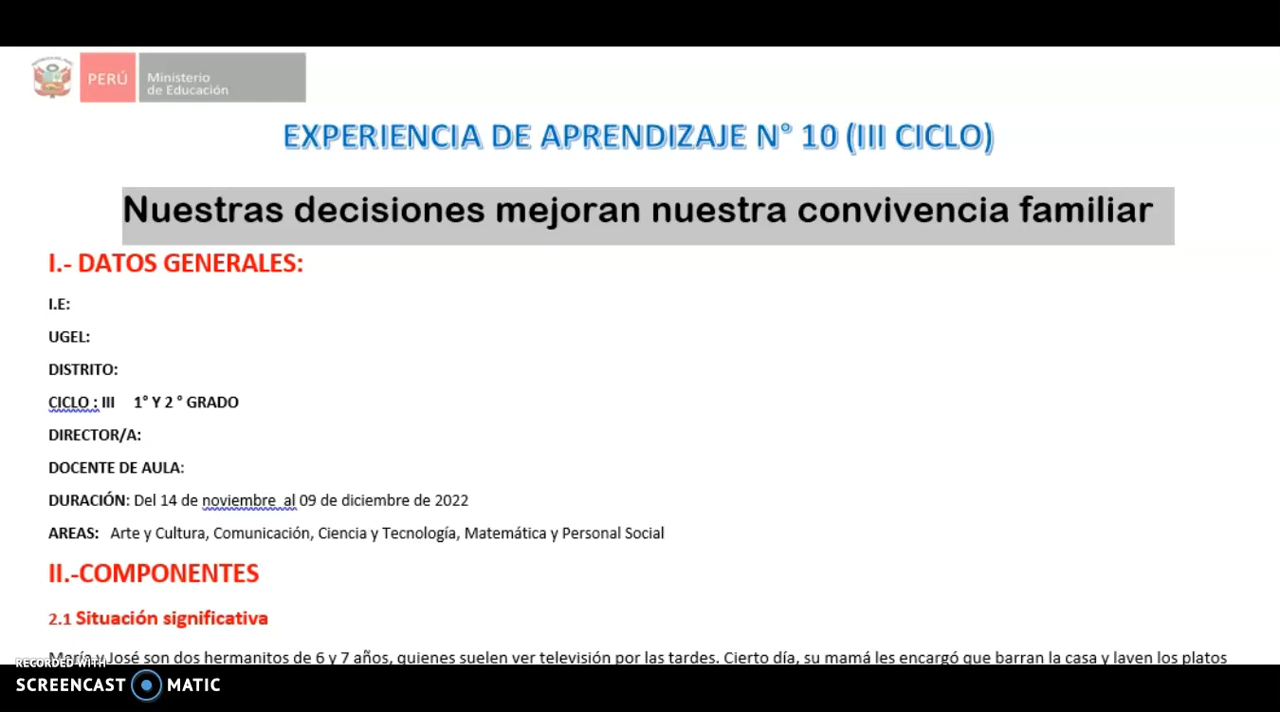 PERÚ
Ministerio
de Educación
EXPERIENCIA DE APRENDIZAJE N° 10 (III CICLO)
Nuestras decisiones mejoran nuestra convivencia familiar
I.- DATOS GENERALES:
I.E:
UGEL:
DISTRITO:
CICLO : III 1° Y 2 ° GRADO
DIRECTOR/A:
DOCENTE DE AULA:
DURACIÓN: Del 14 de noviembre al 09 de diciembre de 2022
AREAS: Arte y Cultura, Comunicación, Ciencia y Tecnología, Matemática y Personal Social
II.-COMPONENTES
2.1 Situación significativa
María y José son dos hermanitos de 6 y 7 años, quienes suelen ver televisión por las tardes. Cierto día, su mamá les encargó que barran la casa y laven los platos
RECORDED WITH
SCREENCAST MATIC